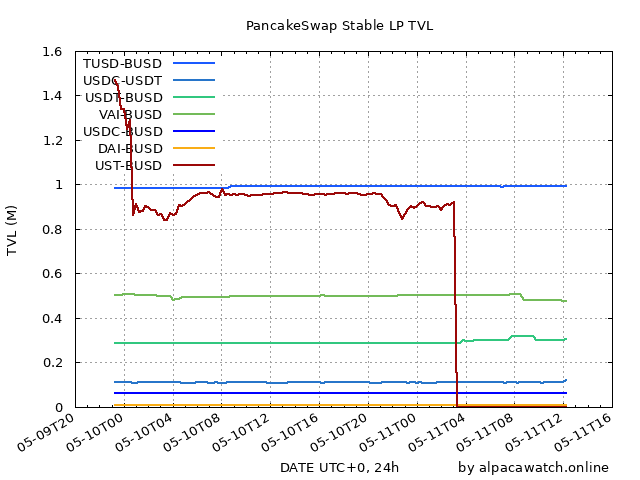 PancakeSwap Stable LP TVL
1.6
1.4
1.2
1
0.8
0.6
0.4
0.2
0
TVL (M)
TUSD-BUSD
USDC-USDT
USDT-BUSD
VAI-BUSD
USDC-BUSD
DAI-BUSD
UST-BUSD
05-09T20
05-10T00
05-10T04
05-10T08
05-10T12
05-10T16
05-10T20
05-11T00
05-11T04
05-11T08
05-11T12
05-11T16
DATE UTC+0, 24h
by alpacawatch.online